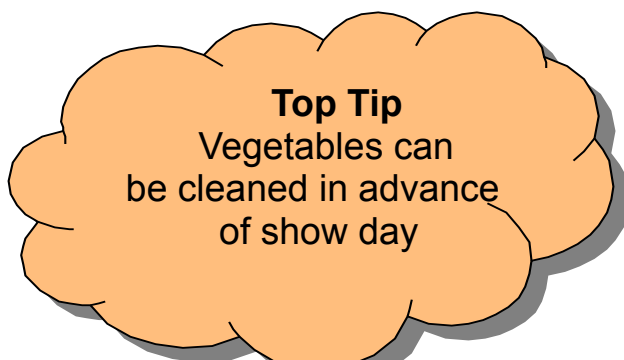 Top Tip
Vegetables can
be cleaned in advance
of show day